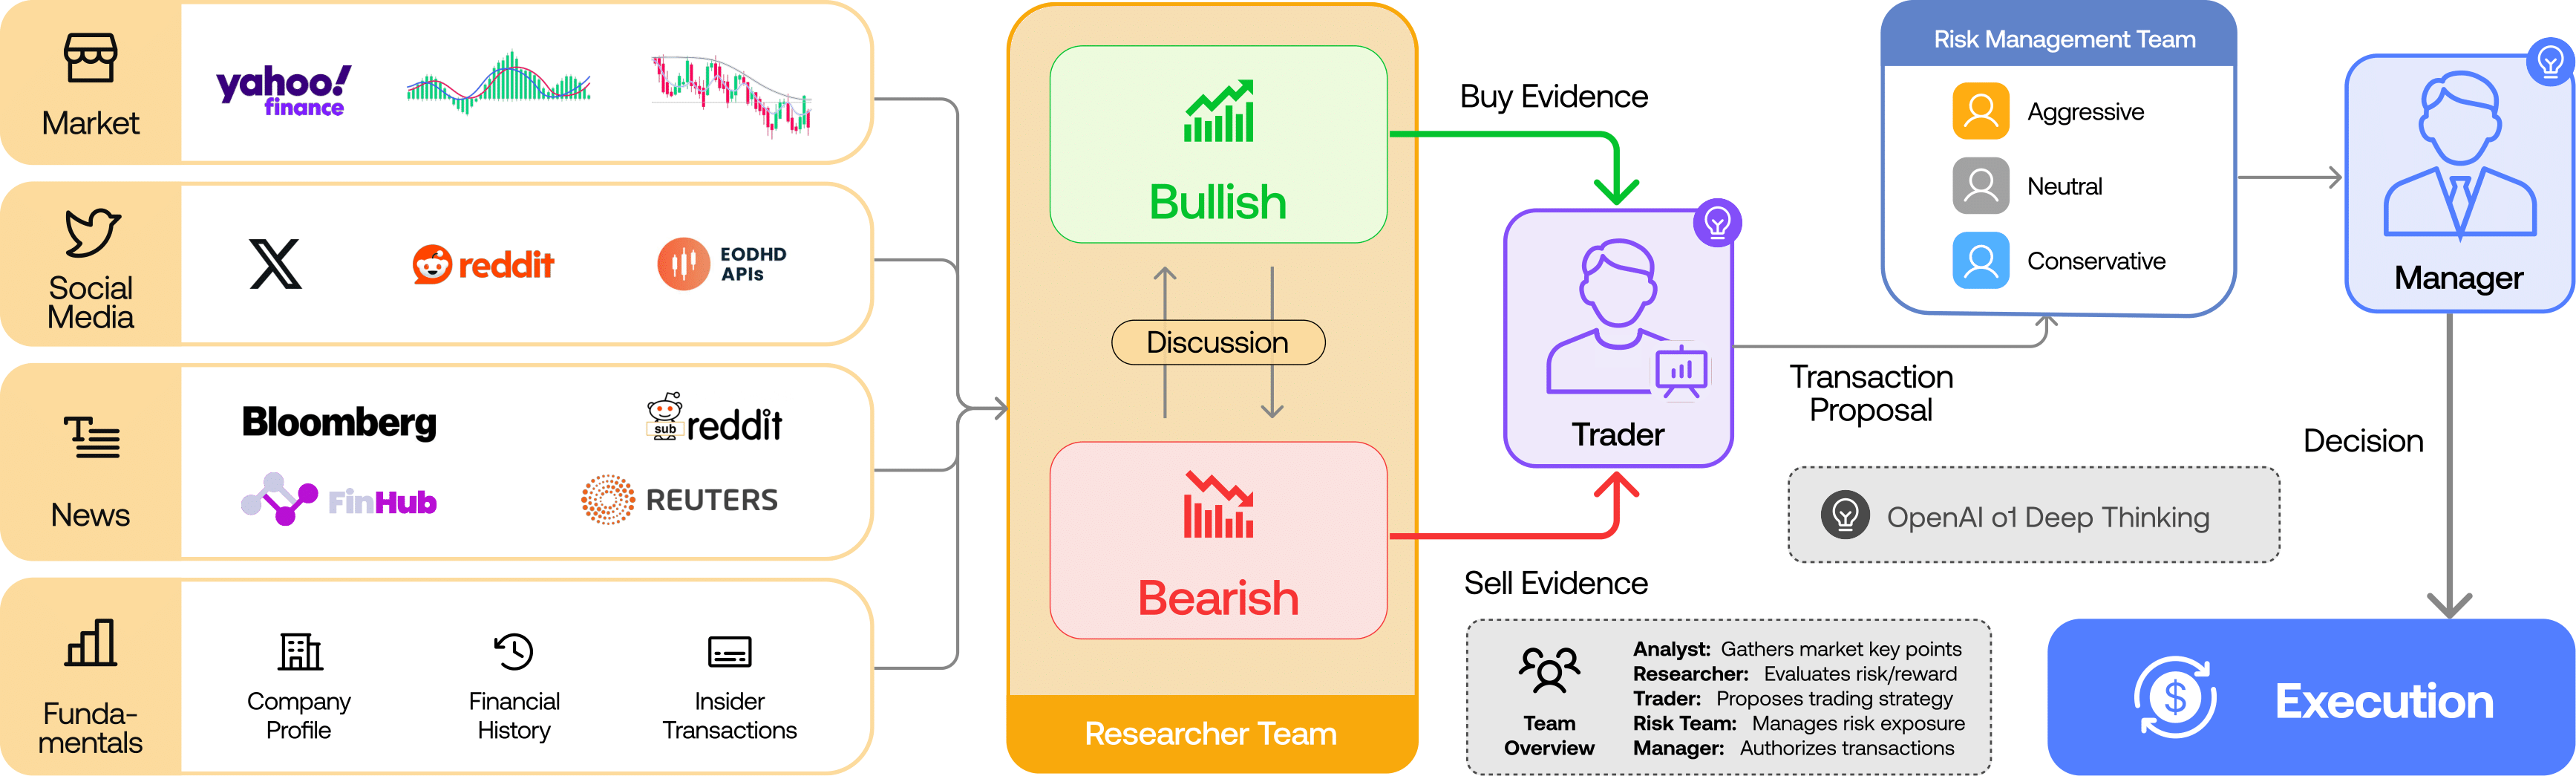 Market
yahoo!
finance
Social
Media
X
reddit
EODHD
APIs
News
Bloomberg
sub
reddit
FinHub
REUTERS
Funda-
mentals
Company
Profile
Financial
History
Insider
Transactions
Bullish
Discussion
Bearish
Researcher Team
Buy Evidence
Sell Evidence
Trader
Transaction
Proposal
Risk Management Team
Aggressive
Neutral
Conservative
Manager
Decision
OpenAI o1 Deep Thinking
Team
Overview
Analyst: Gathers market key points
Researcher: Evaluates risk/reward
Trader: Proposes trading strategy
Risk Team: Manages risk exposure
Manager: Authorizes transactions
$
Execution